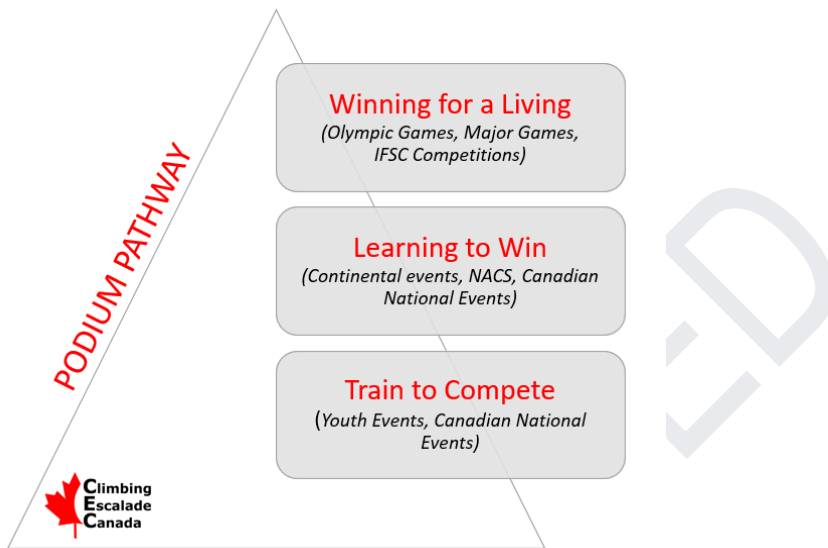 PODIUM PATHWAY
Winning for a Living
(Olympic Games, Major Games,
IFSC Competitions)
Learning to Win
(Continental events, NACS, Canadian
National Events)
Train to Compete
(Youth Events, Canadian National
Events)
Climbing
Escalade
Canada
ED